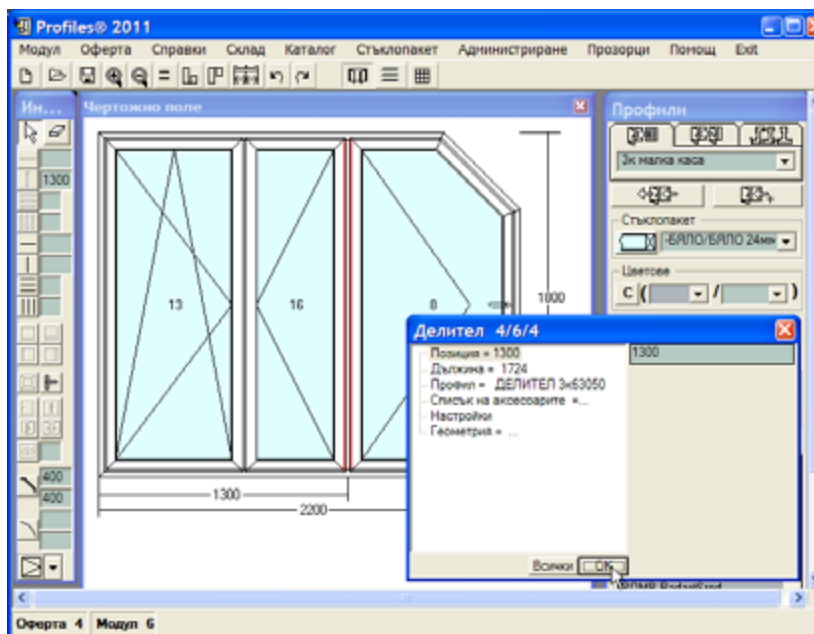 Profiles® 2011
Модул Оферта Справки Склад Каталог Стъклопакет Администриране Прозорци Помощ Exit
Ин...
Чертожно поле
Профили
3к малка каса
1300
Стъклопакет
-БЯЛО/БЯЛО 24мм
Цветове
C ( / )
13
16
8
1000
Делител 4/6/4
Позиция = 1300
1300
Дължина = 1724
Профил = ДЕЛИТЕЛ 3к63050
Списък на аксесоарите =...
Настройки
Геометрия = ...
400
400
1300
2200
Всички
OK
Оферта 4 Модул 6